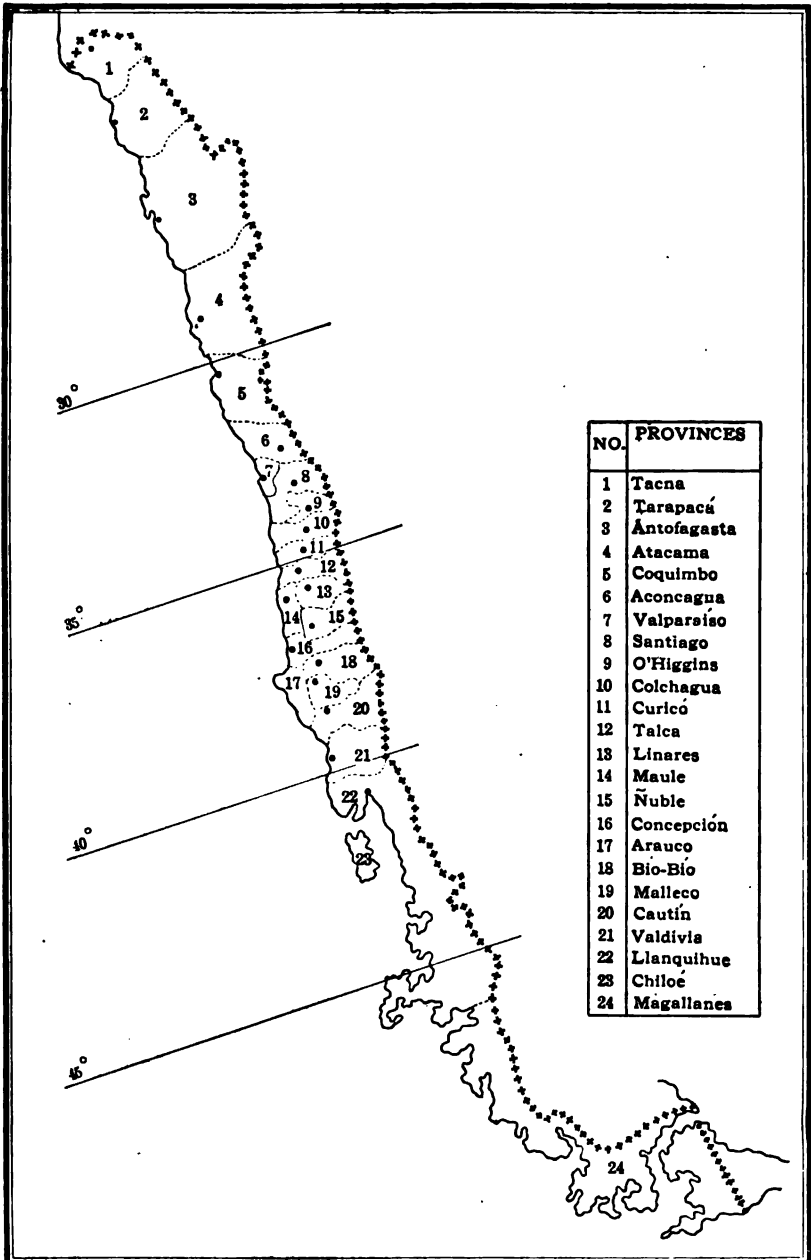 1
2
3
4
30°
5
6
7
8
9
10
11
35°
12
13
14
15
16
17
18
19
20
21
40°
22
23
45°
24
NO. PROVINCES
1 Tacna
2 Tarapacá
3 Antofagasta
4 Atacama
5 Coquimbo
6 Aconcagua
7 Valparaíso
8 Santiago
9 O'Higgins
10 Colchagua
11 Curicó
12 Talca
13 Linares
14 Maule
15 Ñuble
16 Concepción
17 Arauco
18 Bío-Bío
19 Malleco
20 Cautín
21 Valdivia
22 Llanquihue
23 Chiloé
24 Magallanes